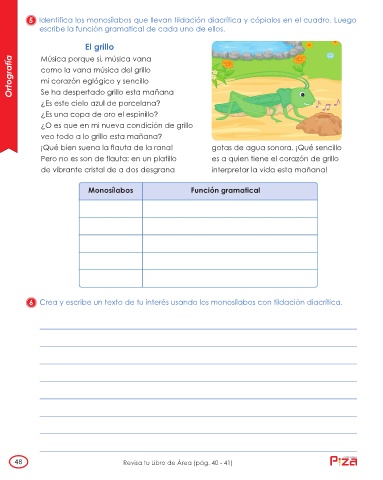 Ortografía
5 Identifica los monosílabos que llevan tildación diacrítica y cópialos en el cuadro. Luego
escribe la función gramatical de cada uno de ellos.
El grillo
Música porque sí, música vana
como la vana música del grillo
mi corazón eglógico y sencillo
Se ha despertado grillo esta mañana
¿Es este cielo azul de porcelana?
¿Es una copa de oro el espinillo?
¿O es que en mi nueva condición de grillo
veo todo a lo grillo esta mañana?
¡Qué bien suena la flauta de la rana!
Pero no es son de flauta: en un platillo
de vibrante cristal de a dos desgrana
gotas de agua sonora. ¡Qué sencillo
es a quien tiene el corazón de grillo
interpretar la vida esta mañana!
Monosílabos Función gramatical
6 Crea y escribe un texto de tu interés usando los monosílabos con tildación diacrítica.
48 Revisa tu Libro de Área (pág. 40 - 41)